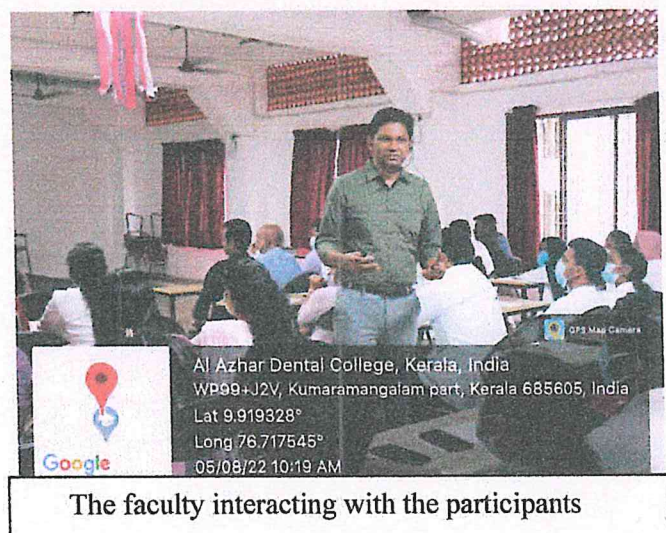 GPS Map Camera
Al Azhar Dental College, Kerala, India
WP99+J2V, Kumaramangalam part, Kerala 685605, India
Lat 9.919328°
Long 76.717545°
05/08/22 10:19 AM
Google
The faculty interacting with the participants